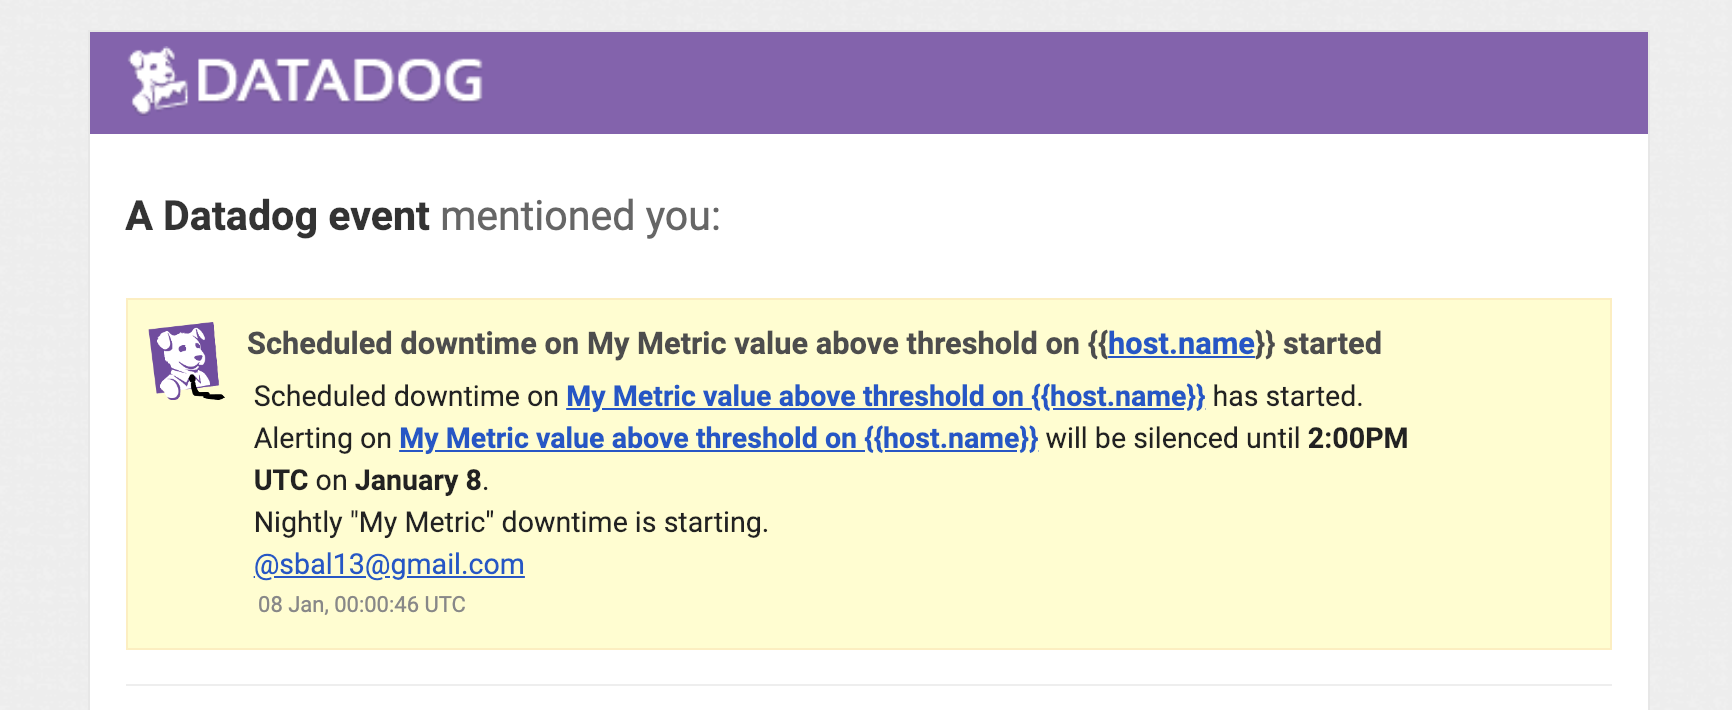 DATADOG
A Datadog event mentioned you:
Scheduled downtime on My Metric value above threshold on {{host.name}} started
Scheduled downtime on My Metric value above threshold on {{host.name}} has started.
Alerting on My Metric value above threshold on {{host.name}} will be silenced until 2:00PM
UTC on January 8.
Nightly "My Metric" downtime is starting.
@sbal13@gmail.com
08 Jan, 00:00:46 UTC